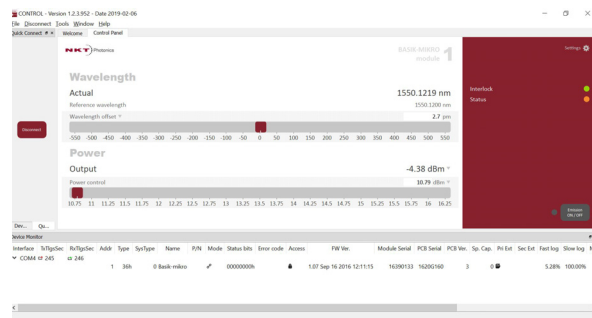 CONTROL - Version 1.2.3.952 - Date 2019-02-06
File Disconnect Tools Window Help
Quick Connect Welcome Control Panel
NKT Photonics
BASIK-MIKRO module 1
Settings
Wavelength
Actual 1550.1219 nm
Reference wavelength 1550.1200 nm
Wavelength offset 2.7 pm
-550 -500 -450 -400 -350 -300 -250 -200 -150 -100 -50 0 50 100 150 200 250 300 350 400 450 500 550
Interlock
Status
Disconnect
Power
Output -4.38 dBm
Power control 10.79 dBm
10.75 11 11.25 11.5 11.75 12 12.25 12.5 12.75 13 13.25 13.5 13.75 14 14.25 14.5 14.75 15 15.25 15.5 15.75 16 16.25
Emission ON / OFF
Dev... Qu...
Device Monitor
Interface TxTlgsSec RxTlgsSec Addr Type SysType Name P/N Mode Status bits Error code Access FW Ver. Module Serial PCB Serial PCB Ver. Sp. Cap. Pri Ext Sec Ext Fast log Slow log
COM4 245 246
1 36h 0 Basik-mikro 00000000h 1.07 Sep 16 2016 12:11:15 16390133 1620G160 3 0 5.28% 100.00%